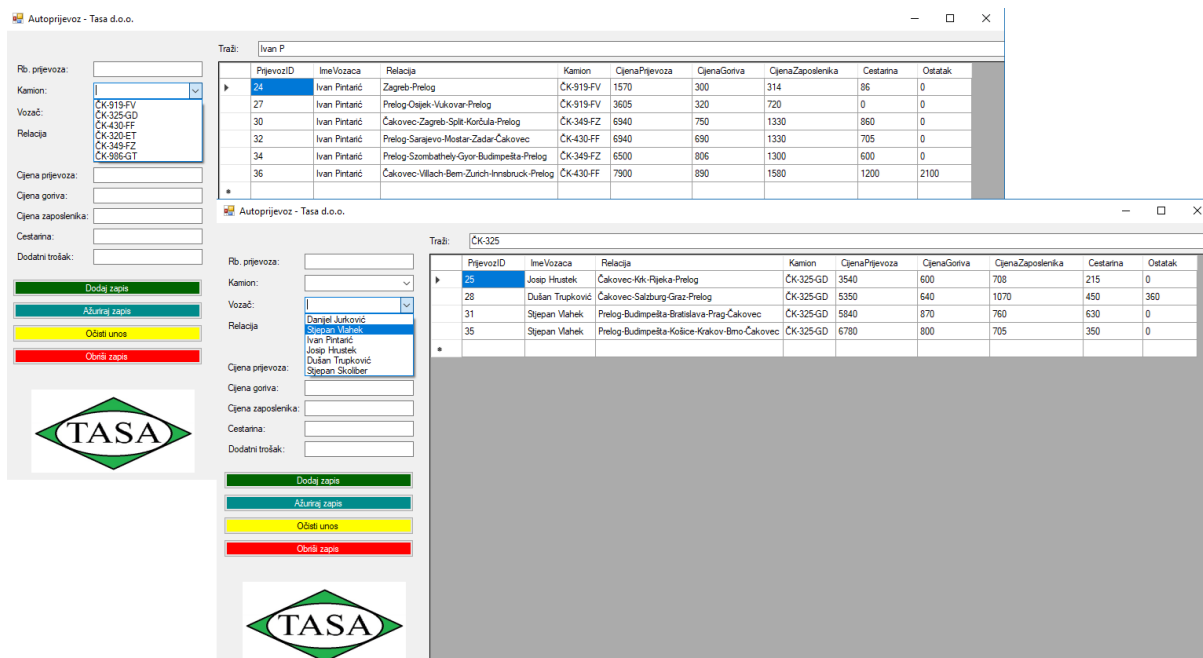 Autoprijevoz - Tasa d.o.o.
Traži: Ivan P
Rb. prijevoza:
Kamion:
ČK-919-FV
ČK-325-GD
ČK-430-FF
ČK-320-ET
ČK-349-FZ
ČK-986-GT
Vozač:
Relacija
Cijena prijevoza:
Cijena goriva:
Cijena zaposlenika:
Cestarina:
Dodatni trošak:
Dodaj zapis
Ažuriraj zapis
Očisti unos
Obriši zapis
TASA
PrijevozID ImeVozaca Relacija Kamion CijenaPrijevoza CijenaGoriva CijenaZaposlenika Cestarina Ostatak
24 Ivan Pintarić Zagreb-Prelog ČK-919-FV 1570 300 314 86 0
27 Ivan Pintarić Prelog-Osijek-Vukovar-Prelog ČK-919-FV 3605 320 720 0 0
30 Ivan Pintarić Čakovec-Zagreb-Split-Korčula-Prelog ČK-349-FZ 6940 750 1330 860 0
32 Ivan Pintarić Prelog-Sarajevo-Mostar-Zadar-Čakovec ČK-430-FF 6940 690 1330 705 0
34 Ivan Pintarić Prelog-Szombathely-Gyor-Budimpešta-Prelog ČK-349-FZ 6500 806 1300 600 0
36 Ivan Pintarić Čakovec-Villach-Bern-Zurich-Innsbruck-Prelog ČK-430-FF 7900 890 1580 1200 2100
Autoprijevoz - Tasa d.o.o.
Traži: ČK-325
Rb. prijevoza:
Kamion:
Vozač:
Danijel Jurković
Stjepan Vlahek
Ivan Pintarić
Josip Hrustek
Dušan Trupković
Stjepan Skoliber
Relacija
Cijena prijevoza:
Cijena goriva:
Cijena zaposlenika:
Cestarina:
Dodatni trošak:
Dodaj zapis
Ažuriraj zapis
Očisti unos
Obriši zapis
TASA
PrijevozID ImeVozaca Relacija Kamion CijenaPrijevoza CijenaGoriva CijenaZaposlenika Cestarina Ostatak
25 Josip Hrustek Čakovec-Krk-Rijeka-Prelog ČK-325-GD 3540 600 708 215 0
28 Dušan Trupković Čakovec-Salzburg-Graz-Prelog ČK-325-GD 5350 640 1070 450 360
31 Stjepan Vlahek Prelog-Budimpešta-Bratislava-Prag-Čakovec ČK-325-GD 5840 870 760 630 0
35 Stjepan Vlahek Prelog-Budimpešta-Košice-Krakov-Brno-Čakovec ČK-325-GD 6780 800 705 350 0